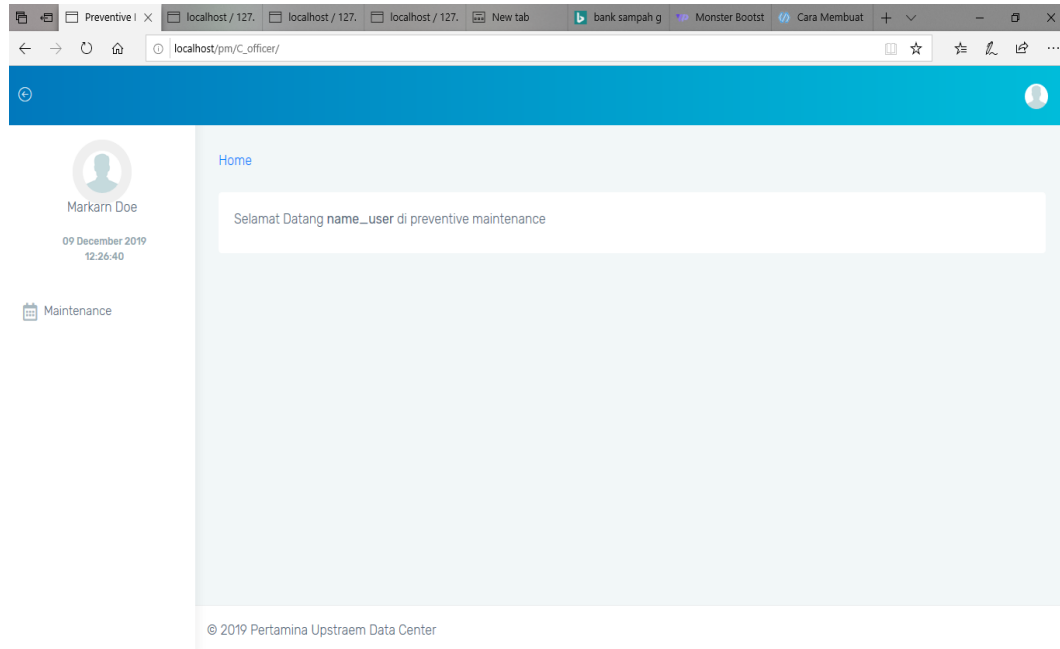 Preventive I
localhost / 127.
localhost / 127.
localhost / 127.
New tab
bank sampah g
Monster Bootst
Cara Membuat
localhost/pm/C_officer/
Markarn Doe
09 December 2019
12:26:40
Maintenance
Home
Selamat Datang name_user di preventive maintenance
© 2019 Pertamina Upstraem Data Center